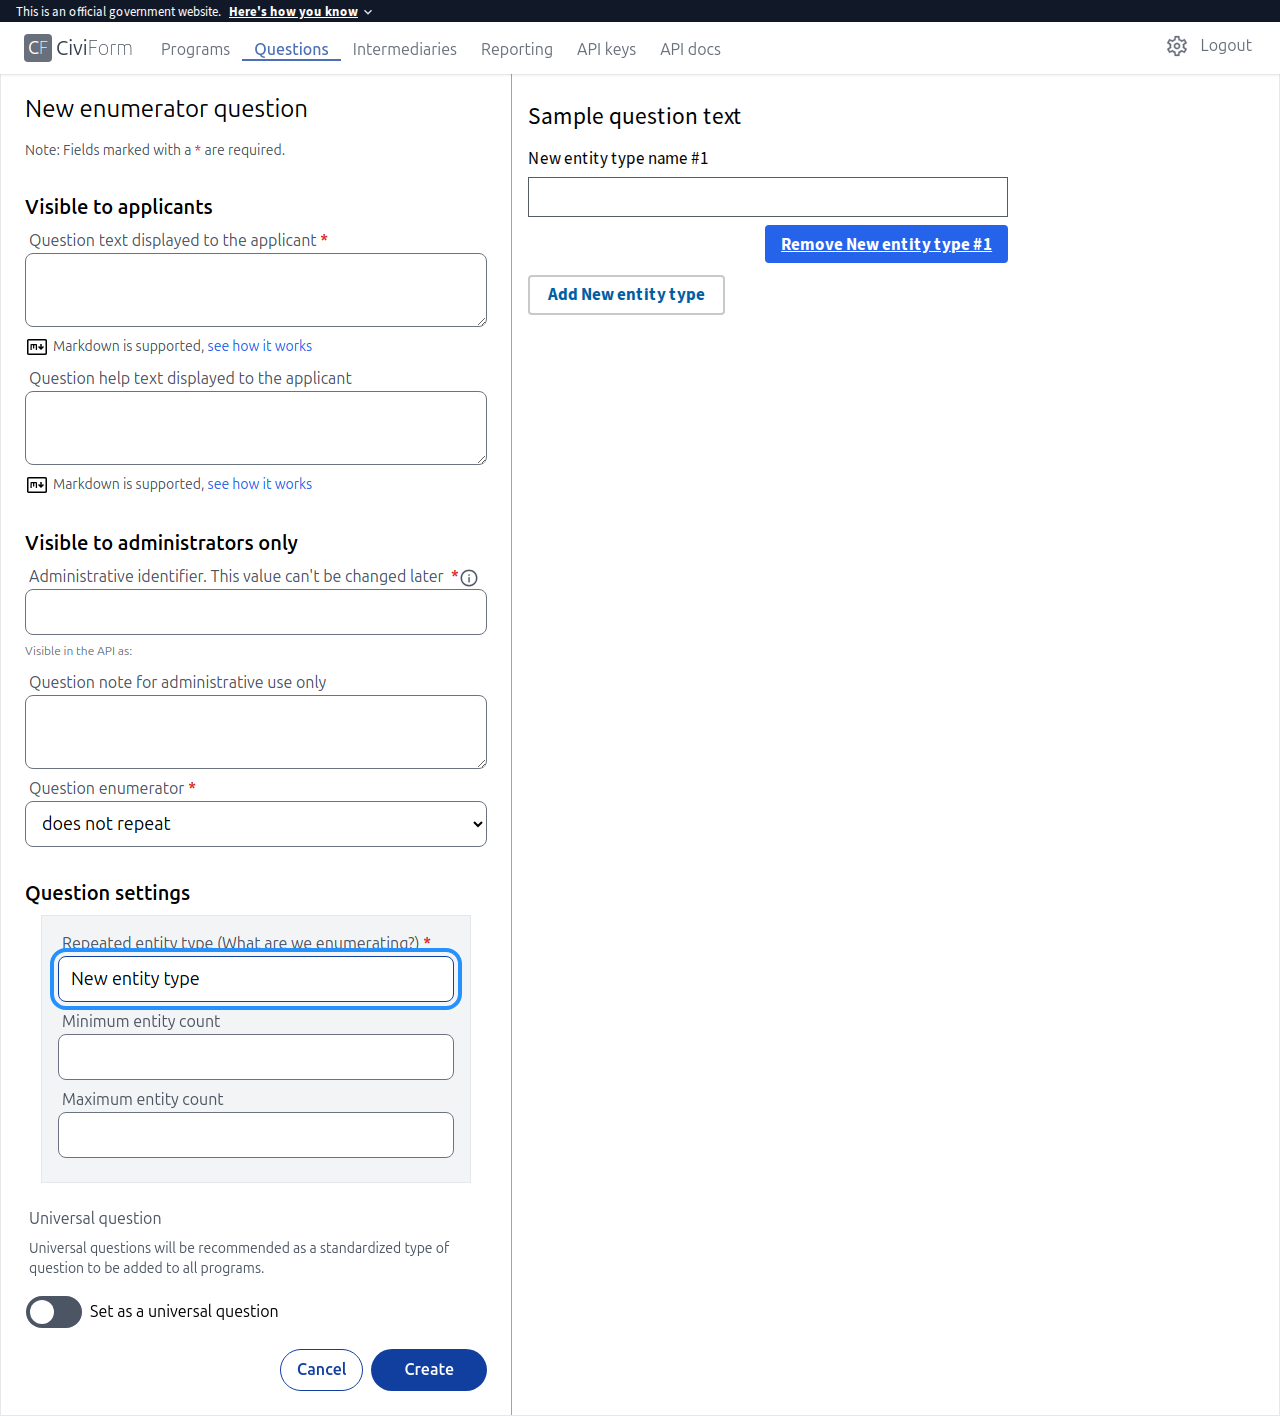 This is an official government website. Here's how you know
CF CiviForm Programs Questions Intermediaries Reporting API keys API docs Logout
New enumerator question
Note: Fields marked with a * are required.
Visible to applicants
Question text displayed to the applicant *
Markdown is supported, see how it works
Question help text displayed to the applicant
Markdown is supported, see how it works
Visible to administrators only
Administrative identifier. This value can't be changed later *
Visible in the API as:
Question note for administrative use only
Question enumerator *
does not repeat
Question settings
Repeated entity type (What are we enumerating?) *
New entity type
Minimum entity count
Maximum entity count
Universal question
Universal questions will be recommended as a standardized type of
question to be added to all programs.
Set as a universal question
Cancel Create
Sample question text
New entity type name #1
Remove New entity type #1
Add New entity type